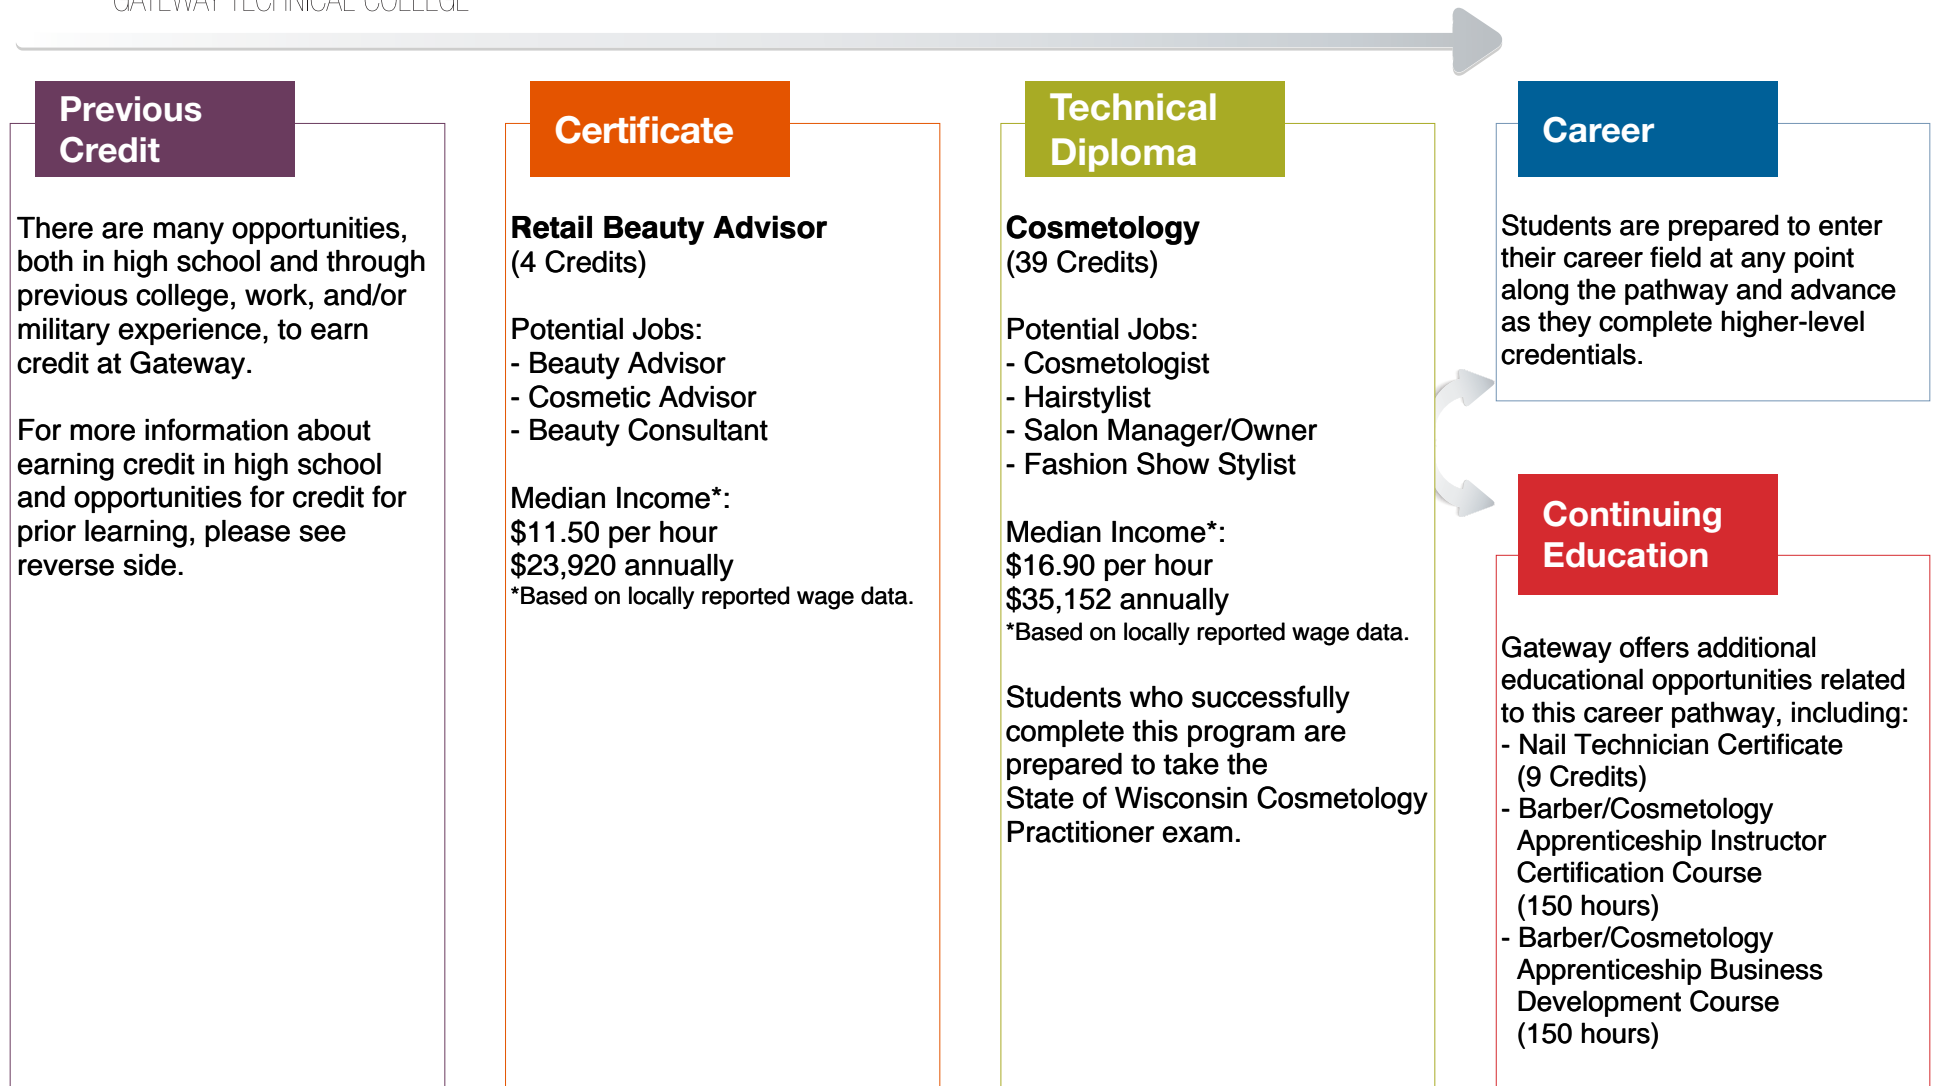 GATEWAY TECHNICAL COLLEGE
Previous
Credit
There are many opportunities,
both in high school and through
previous college, work, and/or
military experience, to earn
credit at Gateway.
For more information about
earning credit in high school
and opportunities for credit for
prior learning, please see
reverse side.
Certificate
Retail Beauty Advisor
(4 Credits)
Potential Jobs:
- Beauty Advisor
- Cosmetic Advisor
- Beauty Consultant
Median Income*:
$11.50 per hour
$23,920 annually
*Based on locally reported wage data.
Technical
Diploma
Cosmetology
(39 Credits)
Potential Jobs:
- Cosmetologist
- Hairstylist
- Salon Manager/Owner
- Fashion Show Stylist
Median Income*:
$16.90 per hour
$35,152 annually
*Based on locally reported wage data.
Students who successfully
complete this program are
prepared to take the
State of Wisconsin Cosmetology
Practitioner exam.
Career
Students are prepared to enter
their career field at any point
along the pathway and advance
as they complete higher-level
credentials.
Continuing
Education
Gateway offers additional
educational opportunities related
to this career pathway, including:
- Nail Technician Certificate
(9 Credits)
- Barber/Cosmetology
Apprenticeship Instructor
Certification Course
(150 hours)
- Barber/Cosmetology
Apprenticeship Business
Development Course
(150 hours)